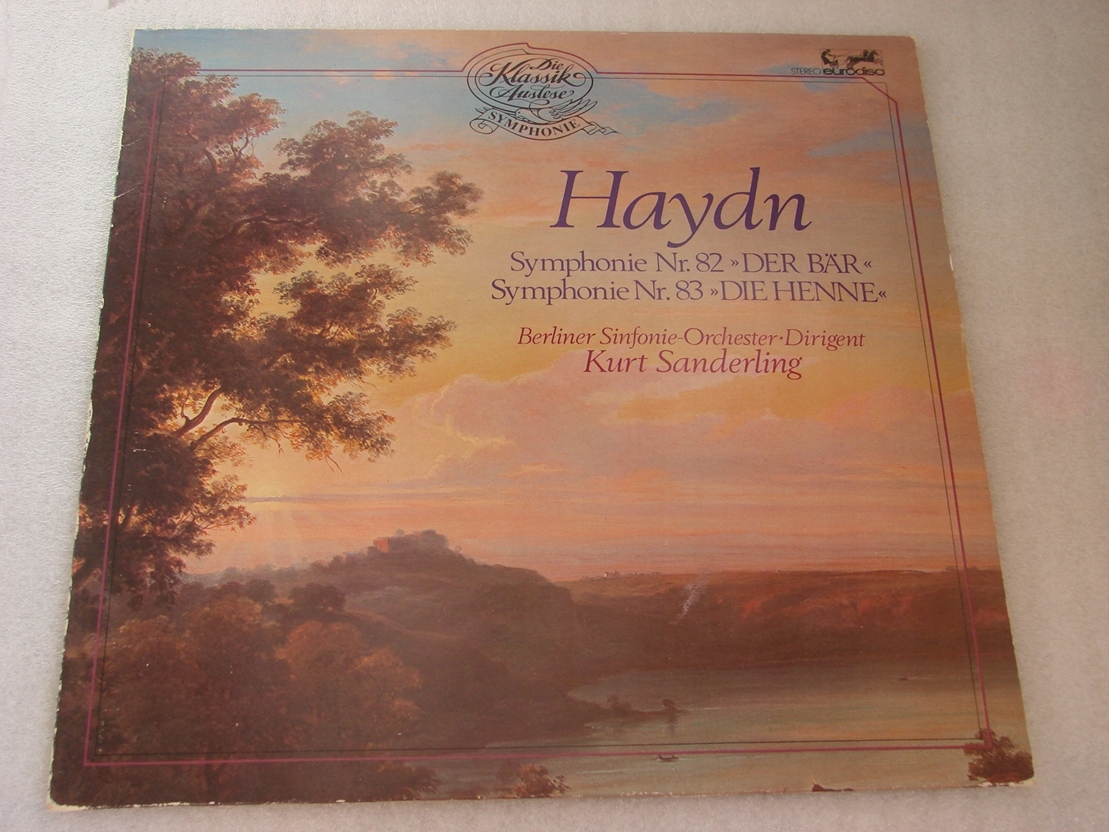 Die
Klassik
Auslese
SYMPHONIE
STEREO eurodisc
Haydn
Symphonie Nr. 82 »DER BÄR«
Symphonie Nr. 83 »DIE HENNE«
Berliner Sinfonie-Orchester·Dirigent
Kurt Sanderling